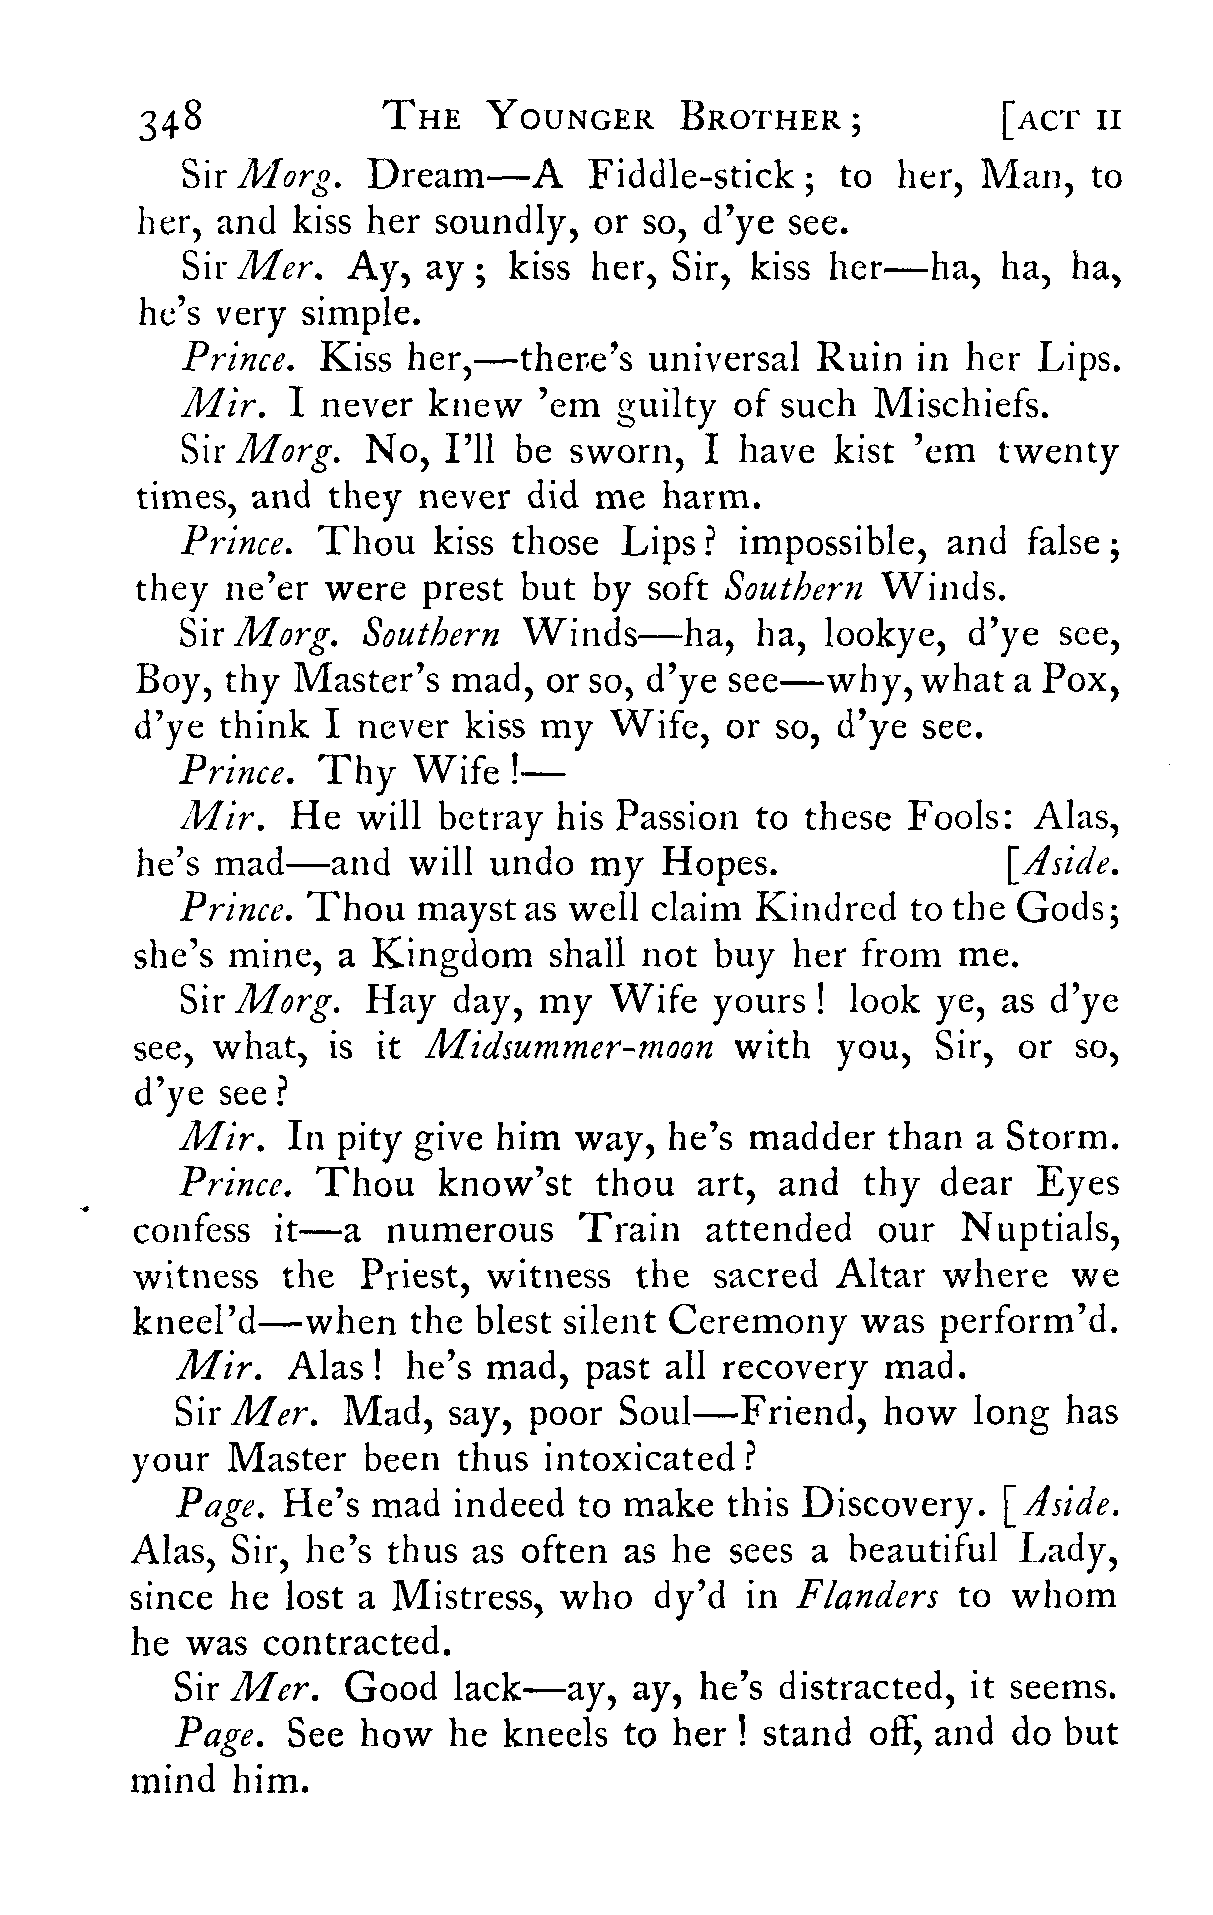 348 The Younger Brother; [ACT II
Sir Morg. Dream—A Fiddle-stick; to her, Man, to
her, and kiss her soundly, or so, d'ye see.
Sir Mer. Ay, ay; kiss her, Sir, kiss her—ha, ha, ha,
he's very simple.
Prince. Kiss her,—there's universal Ruin in her Lips.
Mir. I never knew 'em guilty of such Mischiefs.
Sir Morg. No, I'll be sworn, I have kist 'em twenty
times, and they never did me harm.
Prince. Thou kiss those Lips? impossible, and false;
they ne'er were prest but by soft Southern Winds.
Sir Morg. Southern Winds—ha, ha, lookye, d'ye see,
Boy, thy Master's mad, or so, d'ye see—why, what a Pox,
d'ye think I never kiss my Wife, or so, d'ye see.
Prince. Thy Wife!—
Mir. He will betray his Passion to these Fools: Alas,
he's mad—and will undo my Hopes. [Aside.
Prince. Thou mayst as well claim Kindred to the Gods;
she's mine, a Kingdom shall not buy her from me.
Sir Morg. Hay day, my Wife yours! look ye, as d'ye
see, what, is it Midsummer-moon with you, Sir, or so,
d'ye see?
Mir. In pity give him way, he's madder than a Storm.
Prince. Thou know'st thou art, and thy dear Eyes
confess it—a numerous Train attended our Nuptials,
witness the Priest, witness the sacred Altar where we
kneel'd—when the blest silent Ceremony was perform'd.
Mir. Alas! he's mad, past all recovery mad.
Sir Mer. Mad, say, poor Soul—Friend, how long has
your Master been thus intoxicated?
Page. He's mad indeed to make this Discovery. [Aside.
Alas, Sir, he's thus as often as he sees a beautiful Lady,
since he lost a Mistress, who dy'd in Flanders to whom
he was contracted.
Sir Mer. Good lack—ay, ay, he's distracted, it seems.
Page. See how he kneels to her! stand off, and do but
mind him.